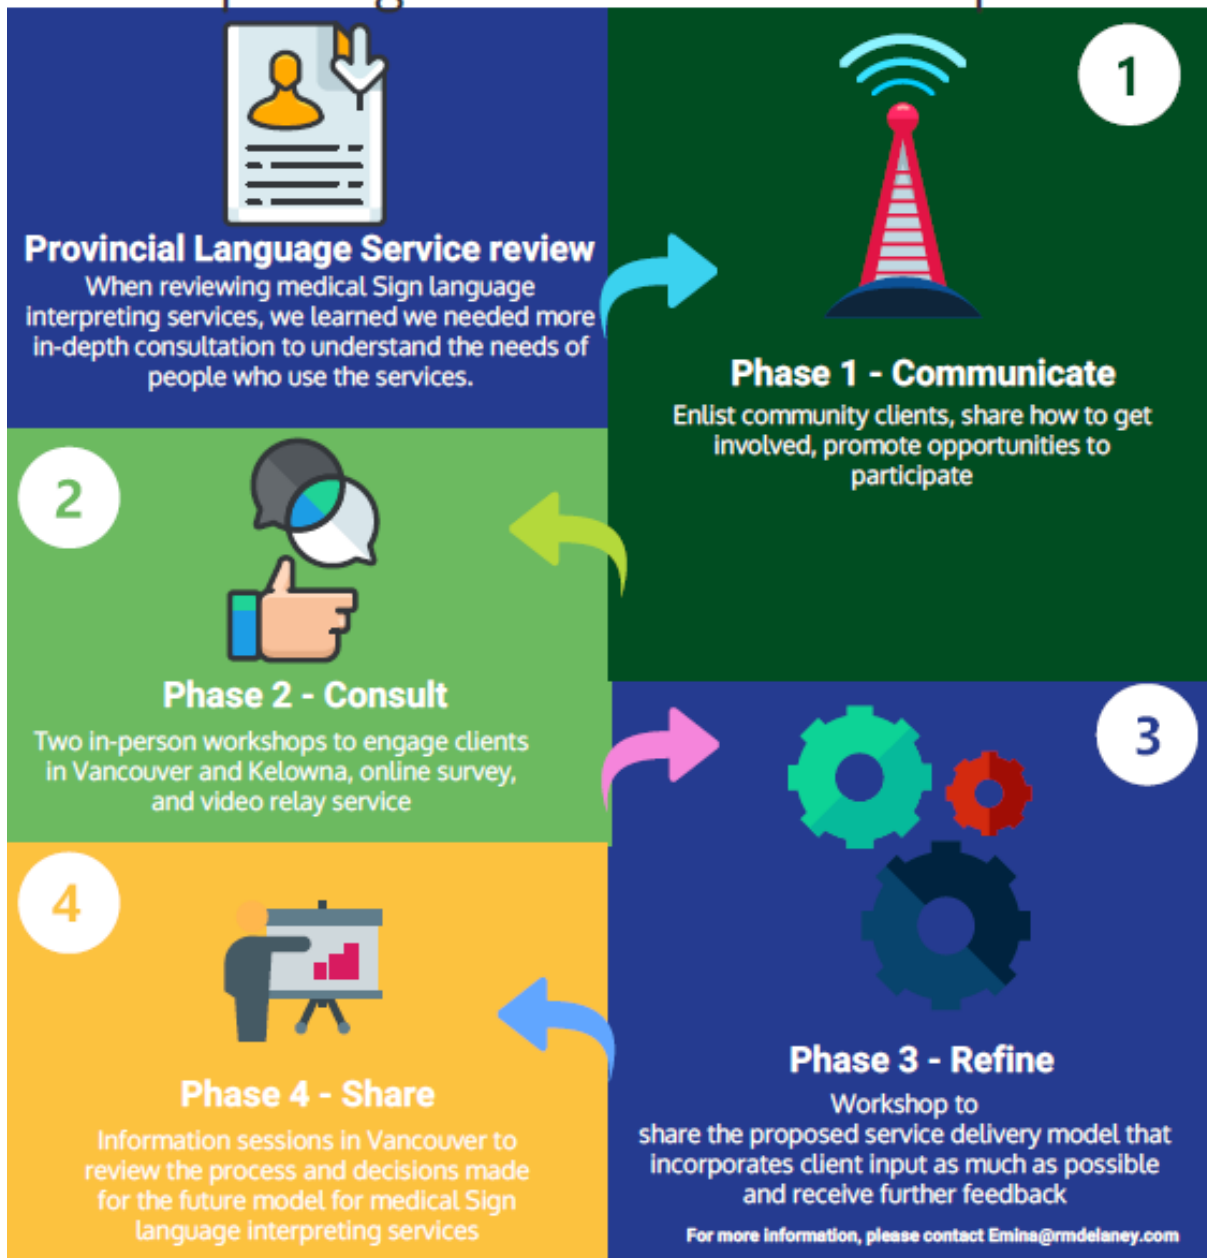 Provincial Language Service review
When reviewing medical Sign language
interpreting services, we learned we needed more
in-depth consultation to understand the needs of
people who use the services.
1
Phase 1 - Communicate
Enlist community clients, share how to get
involved, promote opportunities to
participate
2
Phase 2 - Consult
Two in-person workshops to engage clients
in Vancouver and Kelowna, online survey,
and video relay service
3
Phase 3 - Refine
Workshop to
share the proposed service delivery model that
incorporates client input as much as possible
and receive further feedback
For more information, please contact Emina@rmdelaney.com
4
Phase 4 - Share
Information sessions in Vancouver to
review the process and decisions made
for the future model for medical Sign
language interpreting services